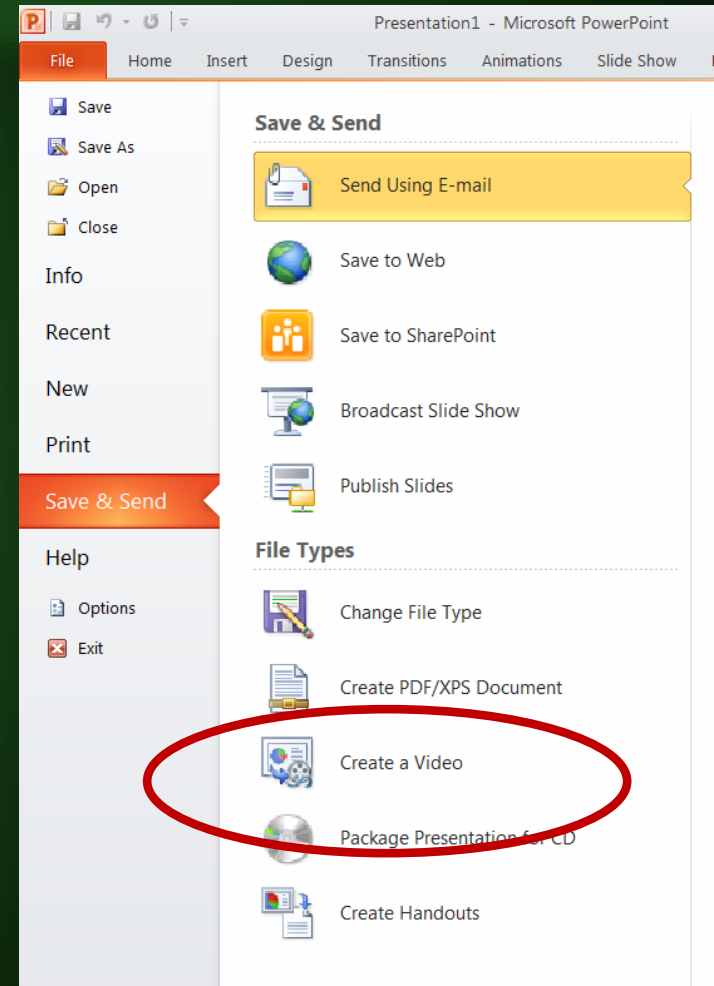 Presentation1 - Microsoft PowerPoint
File Home Insert Design Transitions Animations Slide Show
Save
Save As
Open
Close
Info
Recent
New
Print
Save & Send
Help
Options
Exit
Save & Send
Send Using E-mail
Save to Web
Save to SharePoint
Broadcast Slide Show
Publish Slides
File Types
Change File Type
Create PDF/XPS Document
Create a Video
Package Presentation for CD
Create Handouts